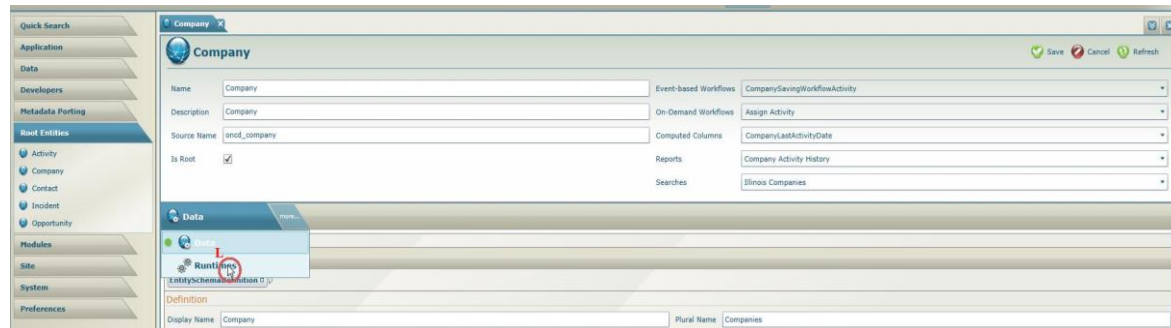 Quick Search
Application
Data
Developers
Metadata Porting
Root Entities
Activity
Company
Contact
Incident
Opportunity
Modules
Site
System
Preferences
Company
Company
Save Cancel Refresh
Name Company
Event-based Workflows CompanySavingWorkflowActivity
Description Company
On-Demand Workflows Assign Activity
Source Name oncd_company
Computed Columns CompanyLastActivityDate
Is Root
Reports Company Activity History
Searches Illinois Companies
Data more...
Data
L
Runtimes
EntitySchemaDefinition
Definition
Display Name Company
Plural Name Companies